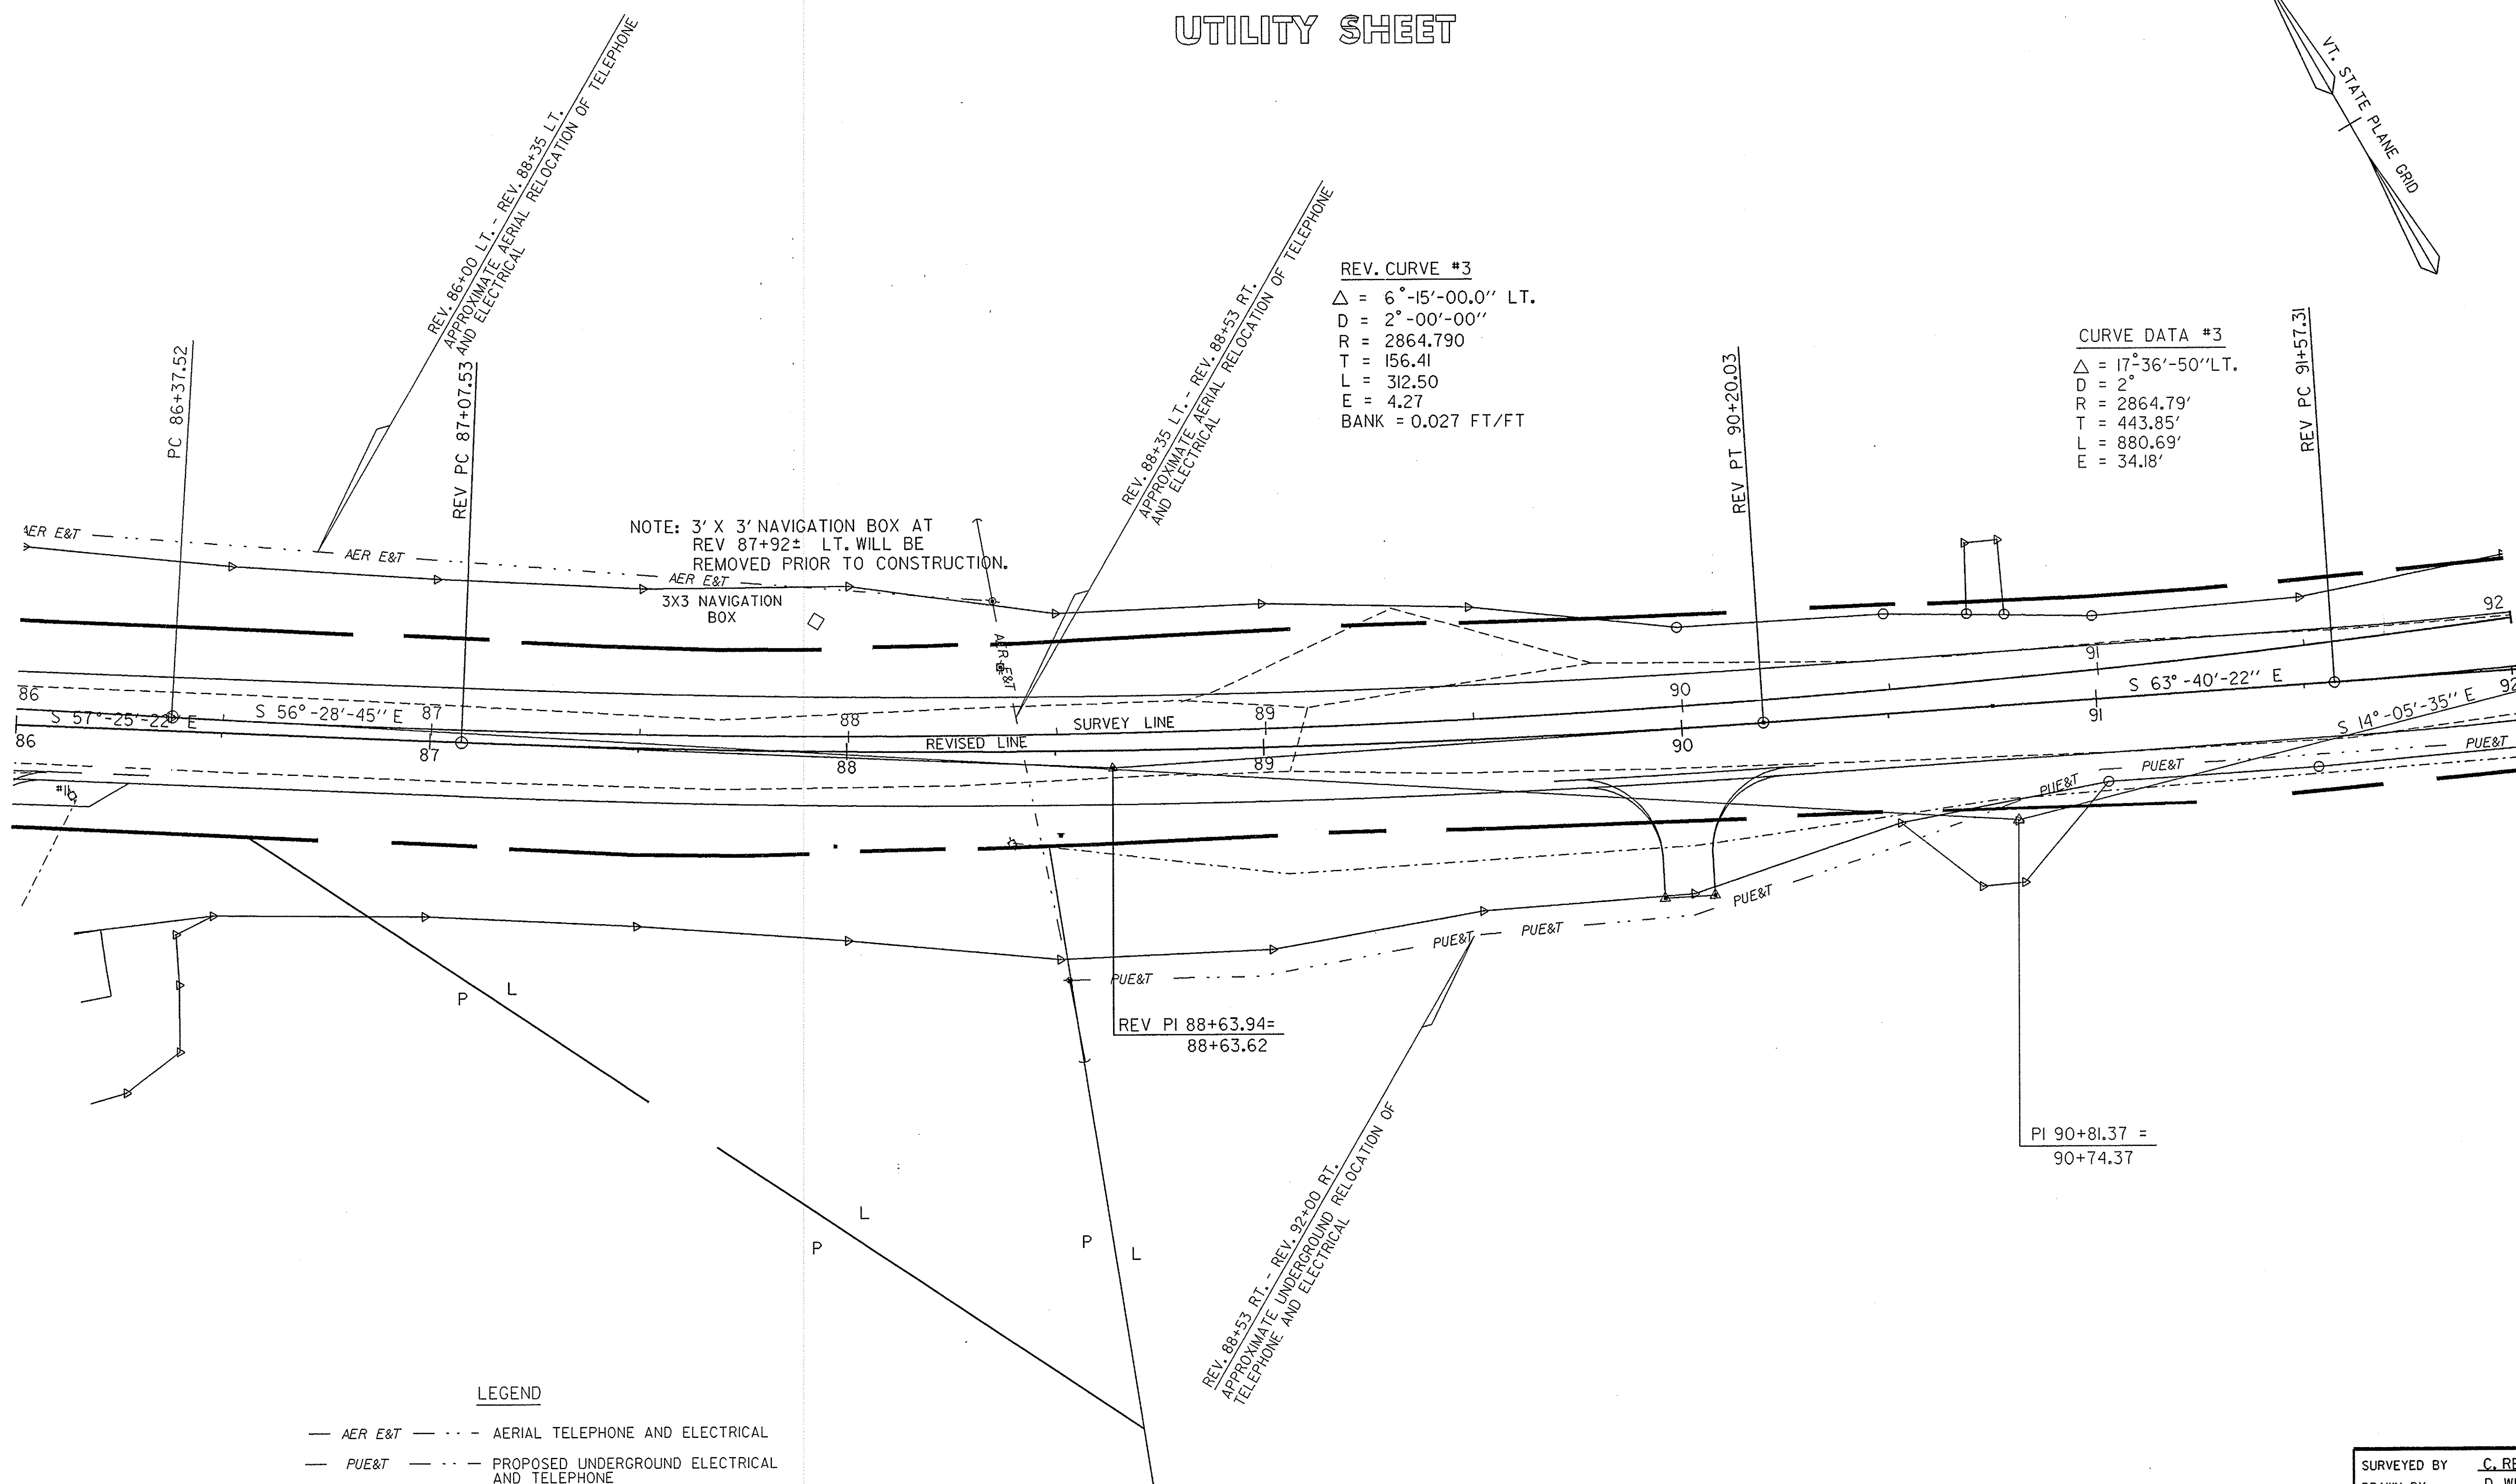 UTILITY SHEET
VT. STATE PLANE GRID
REV. 86+00 LT. - REV. 88+35 LT.
APPROXIMATE AERIAL RELOCATION OF TELEPHONE
AND ELECTRICAL
REV. 88+35 LT. - REV. 88+53 RT.
APPROXIMATE AERIAL RELOCATION OF TELEPHONE
AND ELECTRICAL
REV. CURVE #3
△ = 6°-15'-00.0'' LT.
D = 2°-00'-00''
R = 2864.790
T = 156.41
L = 312.50
E = 4.27
BANK = 0.027 FT/FT
CURVE DATA #3
△ = 17°-36'-50'' LT.
D = 2°
R = 2864.79'
T = 443.85'
L = 880.69'
E = 34.18'
PC 86+37.52
REV PC 87+07.53
REV PT 90+20.03
REV PC 91+57.31
NOTE: 3' X 3' NAVIGATION BOX AT
REV 87+92± LT. WILL BE
REMOVED PRIOR TO CONSTRUCTION.
AER E&T
AER E&T
AER E&T
3X3 NAVIGATION
BOX
AER E&T
92
91
90
86
S 57°-25'-22'' E
S 56°-28'-45'' E
87
88
89
SURVEY LINE
REVISED LINE
S 63°-40'-22'' E
92
S 14°-05'-35'' E
86
87
88
89
90
91
#11
PUE&T
PUE&T
PUE&T
PUE&T
PUE&T
PUE&T
PUE&T
P
L
REV PI 88+63.94=
88+63.62
PI 90+81.37 =
90+74.37
L
P
P
L
REV. 88+53 RT. - REV. 92+00 RT.
APPROXIMATE UNDERGROUND RELOCATION OF
TELEPHONE AND ELECTRICAL
LEGEND
AER E&T AERIAL TELEPHONE AND ELECTRICAL
PUE&T PROPOSED UNDERGROUND ELECTRICAL
AND TELEPHONE
SURVEYED BY C.